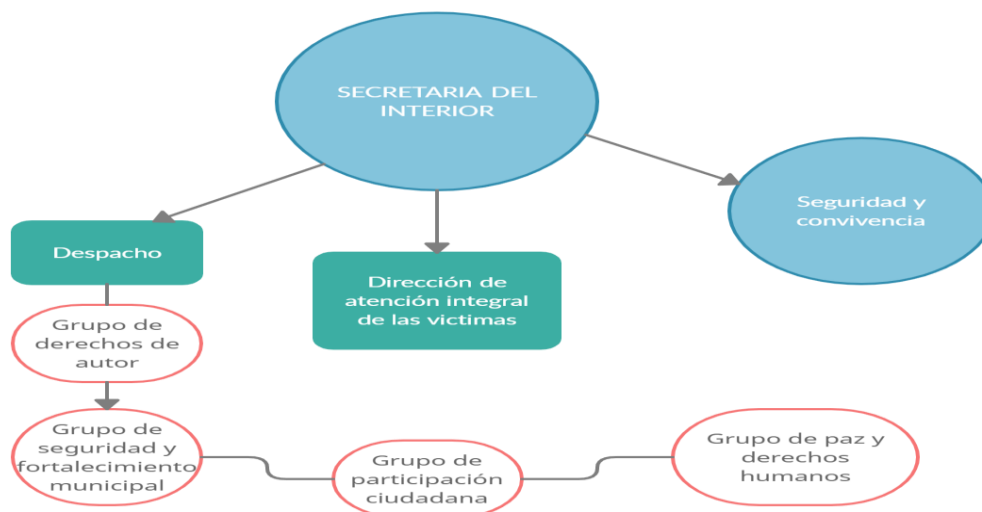 SECRETARIA DEL
INTERIOR
Seguridad y
convivencia
Despacho
Dirección de
atención integral
de las victimas
Grupo de
derechos de
autor
Grupo de
seguridad y
fortalecimiento
municipal
Grupo de
participación
ciudadana
Grupo de paz y
derechos
humanos